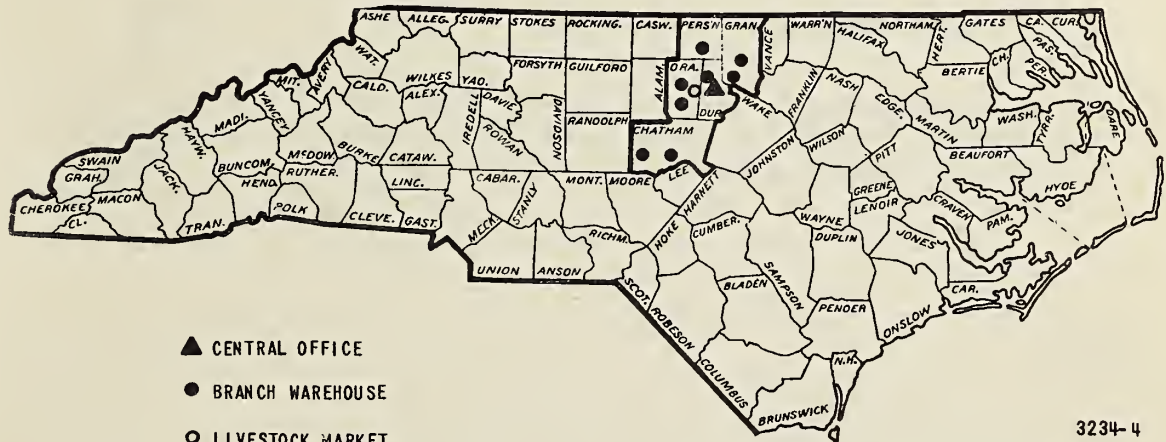 ASHE ALLEG. SURRY STOKES ROCKING. CASW. PERS'N GRAN. VANCE WARR'N HALIFAX NORTHAM. HERT. GATES CA. CUR.
PAS.
PER.
CH.
WAT. AVERY MIT. WILKES YAD. FORSYTH GUILFORD ALAMA. ORA. DUR. FRANKLIN NASH BERTIE
CALD. ALEX. IREDELL DAVIE DAVIDSON RANDOLPH CHATHAM WAKE EDGE. MARTIN WASH. TYRR. DARE
MADI. YANCEY BURKE CATAW. ROWAN JOHNSTON WILSON PITT BEAUFORT HYDE
SWAIN HAYW. BUNCOM. McDOW. LINC. CABAR. STANLY MONT. MOORE LEE HARNETT GREENE
GRAH. JACK. HEND. RUTHER. LENOIR CRAVEN PAM.
CHEROKEE MACON TRAN. POLK CLEVE. GAST. MECK. RICHM. HOKE CUMBER. WAYNE JONES
CL. UNION ANSON SCOT. SAMPSON DUPLIN CAR.
ROBESON BLADEN PENDER ONSLOW
COLUMBUS N.H.
BRUNSWICK
▲ CENTRAL OFFICE
● BRANCH WAREHOUSE
○ LIVESTOCK MARKET
3234-4